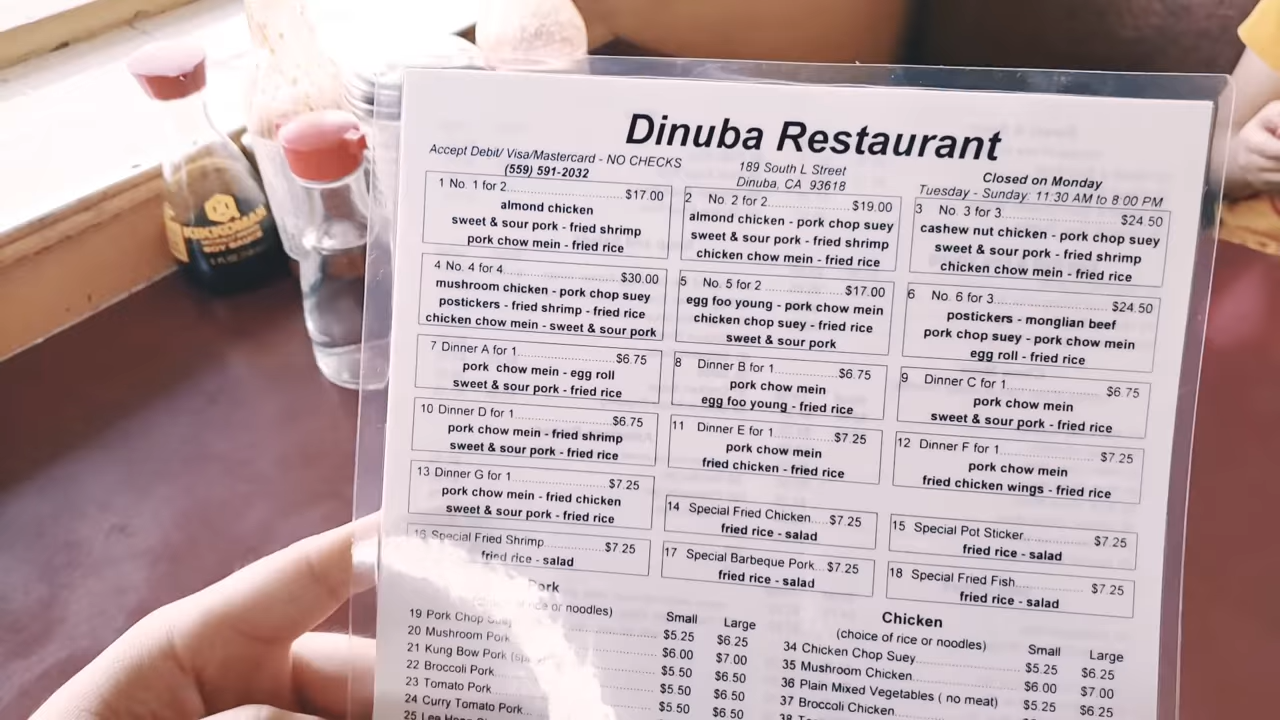 Dinuba Restaurant
Accept Debit/ Visa/Mastercard - NO CHECKS
(559) 591-2032
189 South L Street
Dinuba, CA 93618
Closed on Monday
Tuesday - Sunday: 11:30 AM to 8:00 PM
1 No. 1 for 2 $17.00
almond chicken
sweet & sour pork - fried shrimp
pork chow mein - fried rice
2 No. 2 for 2 $19.00
almond chicken - pork chop suey
sweet & sour pork - fried shrimp
chicken chow mein - fried rice
3 No. 3 for 3 $24.50
cashew nut chicken - pork chop suey
sweet & sour pork - fried shrimp
chicken chow mein - fried rice
4 No. 4 for 4 $30.00
mushroom chicken - pork chop suey
postickers - fried shrimp - fried rice
chicken chow mein - sweet & sour pork
5 No. 5 for 2 $17.00
egg foo young - pork chow mein
chicken chop suey - fried rice
sweet & sour pork
6 No. 6 for 3 $24.50
postickers - monglian beef
pork chop suey - pork chow mein
egg roll - fried rice
7 Dinner A for 1 $6.75
pork chow mein - egg roll
sweet & sour pork - fried rice
8 Dinner B for 1 $6.75
pork chow mein
egg foo young - fried rice
9 Dinner C for 1 $6.75
pork chow mein
sweet & sour pork - fried rice
10 Dinner D for 1 $6.75
pork chow mein - fried shrimp
sweet & sour pork - fried rice
11 Dinner E for 1 $7.25
pork chow mein
fried chicken - fried rice
12 Dinner F for 1 $7.25
pork chow mein
fried chicken wings - fried rice
13 Dinner G for 1 $7.25
pork chow mein - fried chicken
sweet & sour pork - fried rice
14 Special Fried Chicken $7.25
fried rice - salad
15 Special Pot Sticker $7.25
fried rice - salad
16 Special Fried Shrimp $7.25
fried rice - salad
17 Special Barbeque Pork $7.25
fried rice - salad
18 Special Fried Fish $7.25
fried rice - salad
Pork
rice or noodles)
Small Large
19 Pork Chop Suey $5.25 $6.25
20 Mushroom Pork $6.00 $7.00
21 Kung Bow Pork $5.50 $6.50
22 Broccoli Pork $5.50 $6.50
23 Tomato Pork $5.50 $6.50
24 Curry Tomato Pork
25 Lee
Chicken
(choice of rice or noodles)
Small Large
34 Chicken Chop Suey $5.25 $6.25
35 Mushroom Chicken $6.00 $7.00
36 Plain Mixed Vegetables ( no meat) $5.25 $6.25
37 Broccoli Chicken
38
KIKKOMAN
SOY SAUCE